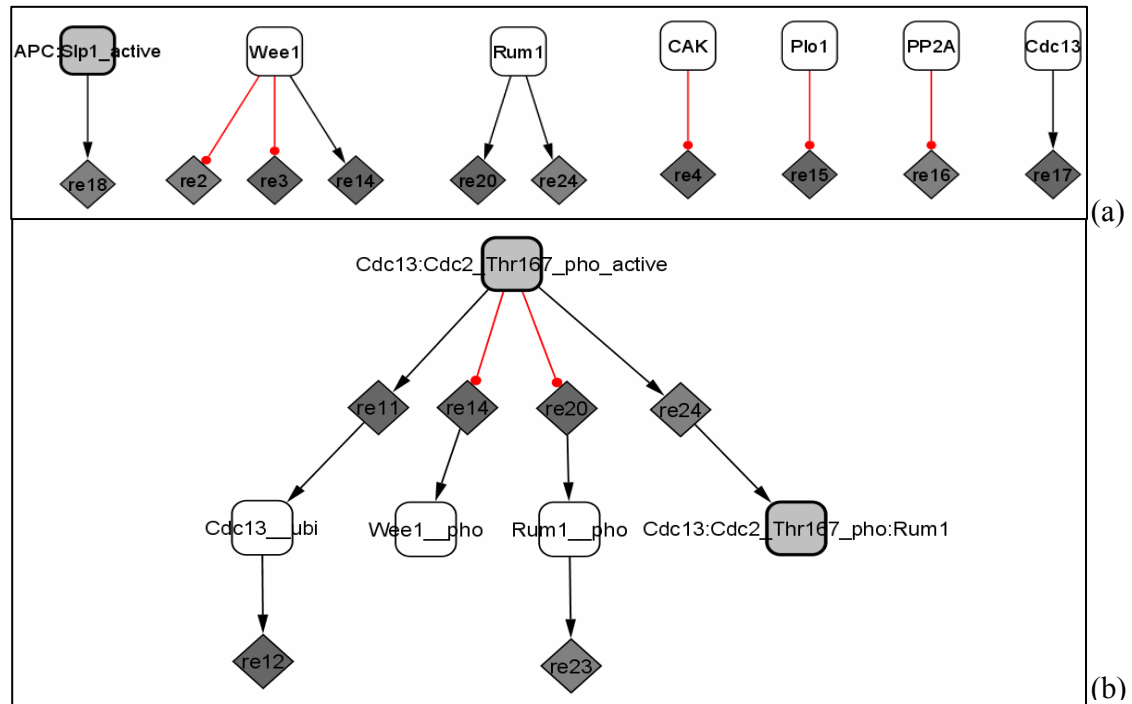 APC:Slp1_active
Wee1
Rum1
CAK
Plo1
PP2A
Cdc13
re18
re2
re3
re14
re20
re24
re4
re15
re16
re17
(a)
Cdc13:Cdc2_Thr167_pho_active
re11
re14
re20
re24
Cdc13__ubi
Wee1__pho
Rum1__pho
Cdc13:Cdc2_Thr167_pho:Rum1
re12
re23
(b)